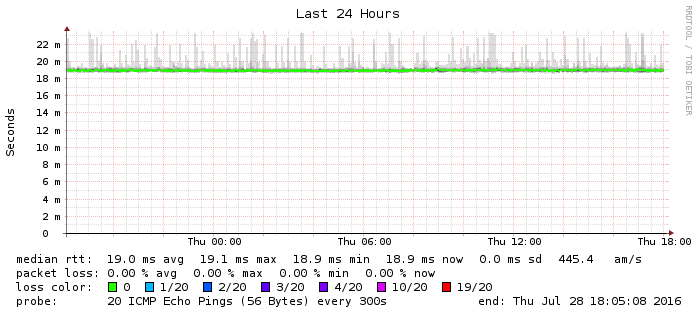 Last 24 Hours
RRDTOOL / TOBI OETIKER
Seconds
22 m
20 m
18 m
16 m
14 m
12 m
10 m
8 m
6 m
4 m
2 m
0
Thu 00:00 Thu 06:00 Thu 12:00 Thu 18:00
median rtt: 19.0 ms avg 19.1 ms max 18.9 ms min 18.9 ms now 0.0 ms sd 445.4 am/s
packet loss: 0.00 % avg 0.00 % max 0.00 % min 0.00 % now
loss color: 0 1/20 2/20 3/20 4/20 10/20 19/20
probe: 20 ICMP Echo Pings (56 Bytes) every 300s end: Thu Jul 28 18:05:08 2016